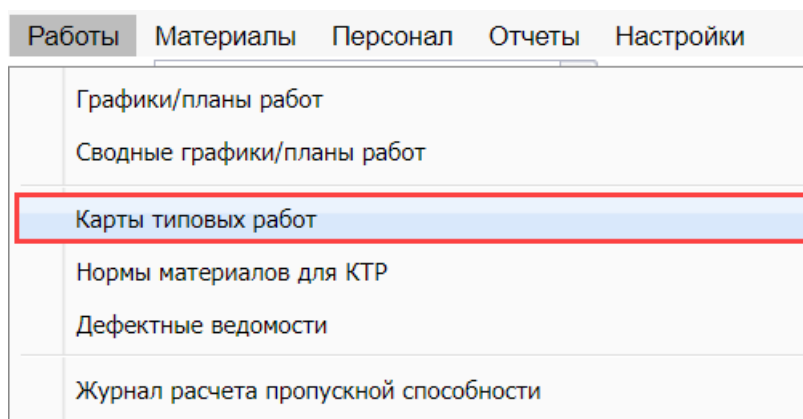 Работы Материалы Персонал Отчеты Настройки
Графики/планы работ
Сводные графики/планы работ
Карты типовых работ
Нормы материалов для КТР
Дефектные ведомости
Журнал расчета пропускной способности